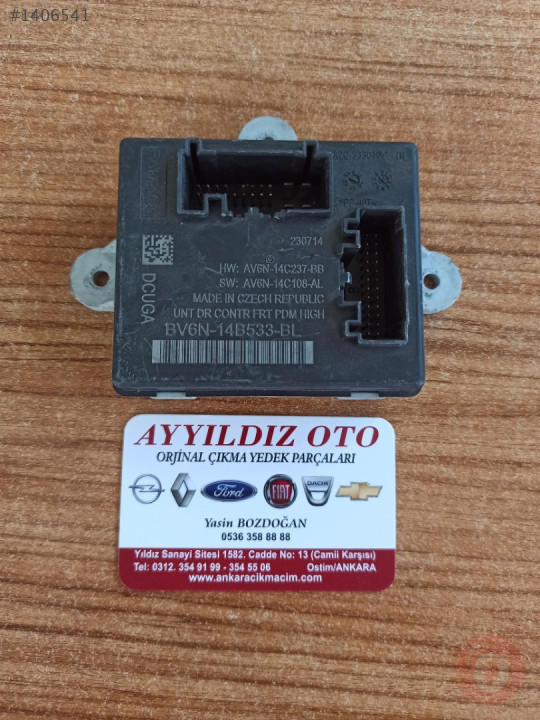 #1406541
230714
HW: AV6N-14C237-BB
SW: AV6N-14C108-AL
MADE IN CZECH REPUBLIC
UNT DR CONTR FRT PDM HIGH
BV6N-14B533-BL
DCUGA
AYYILDIZ OTO
ORJİNAL ÇIKMA YEDEK PARÇALARI
Ford
FIAT
DACIA
Yasin BOZDOĞAN
0536 358 88 88
Yıldız Sanayi Sitesi 1582. Cadde No: 13 (Camii Karşısı)
Tel: 0312. 354 91 99 - 354 55 06 Ostim/ANKARA
www.ankaracikmacim.com